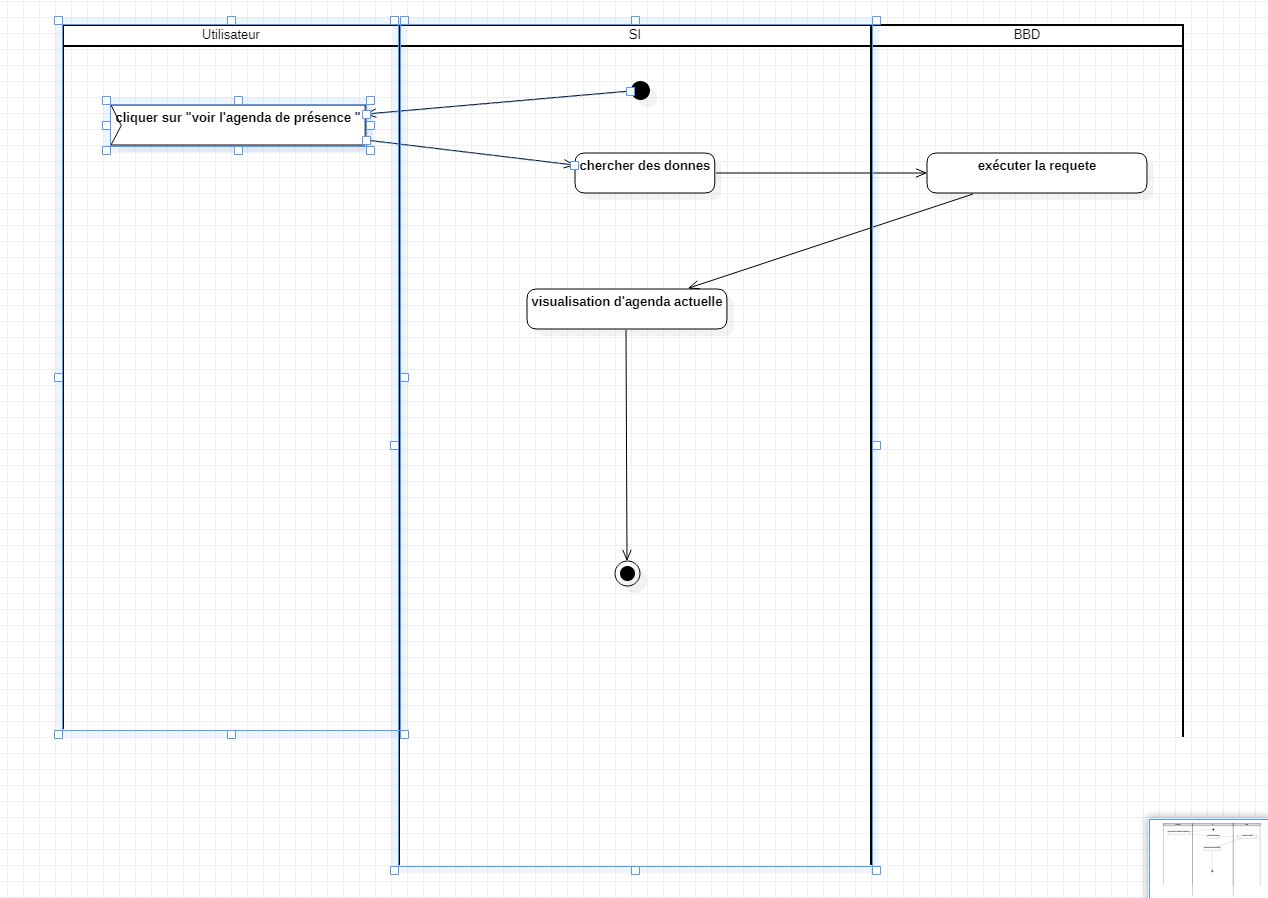 Utilisateur
SI
BBD
cliquer sur "voir l'agenda de présence "
chercher des donnes
exécuter la requete
visualisation d'agenda actuelle